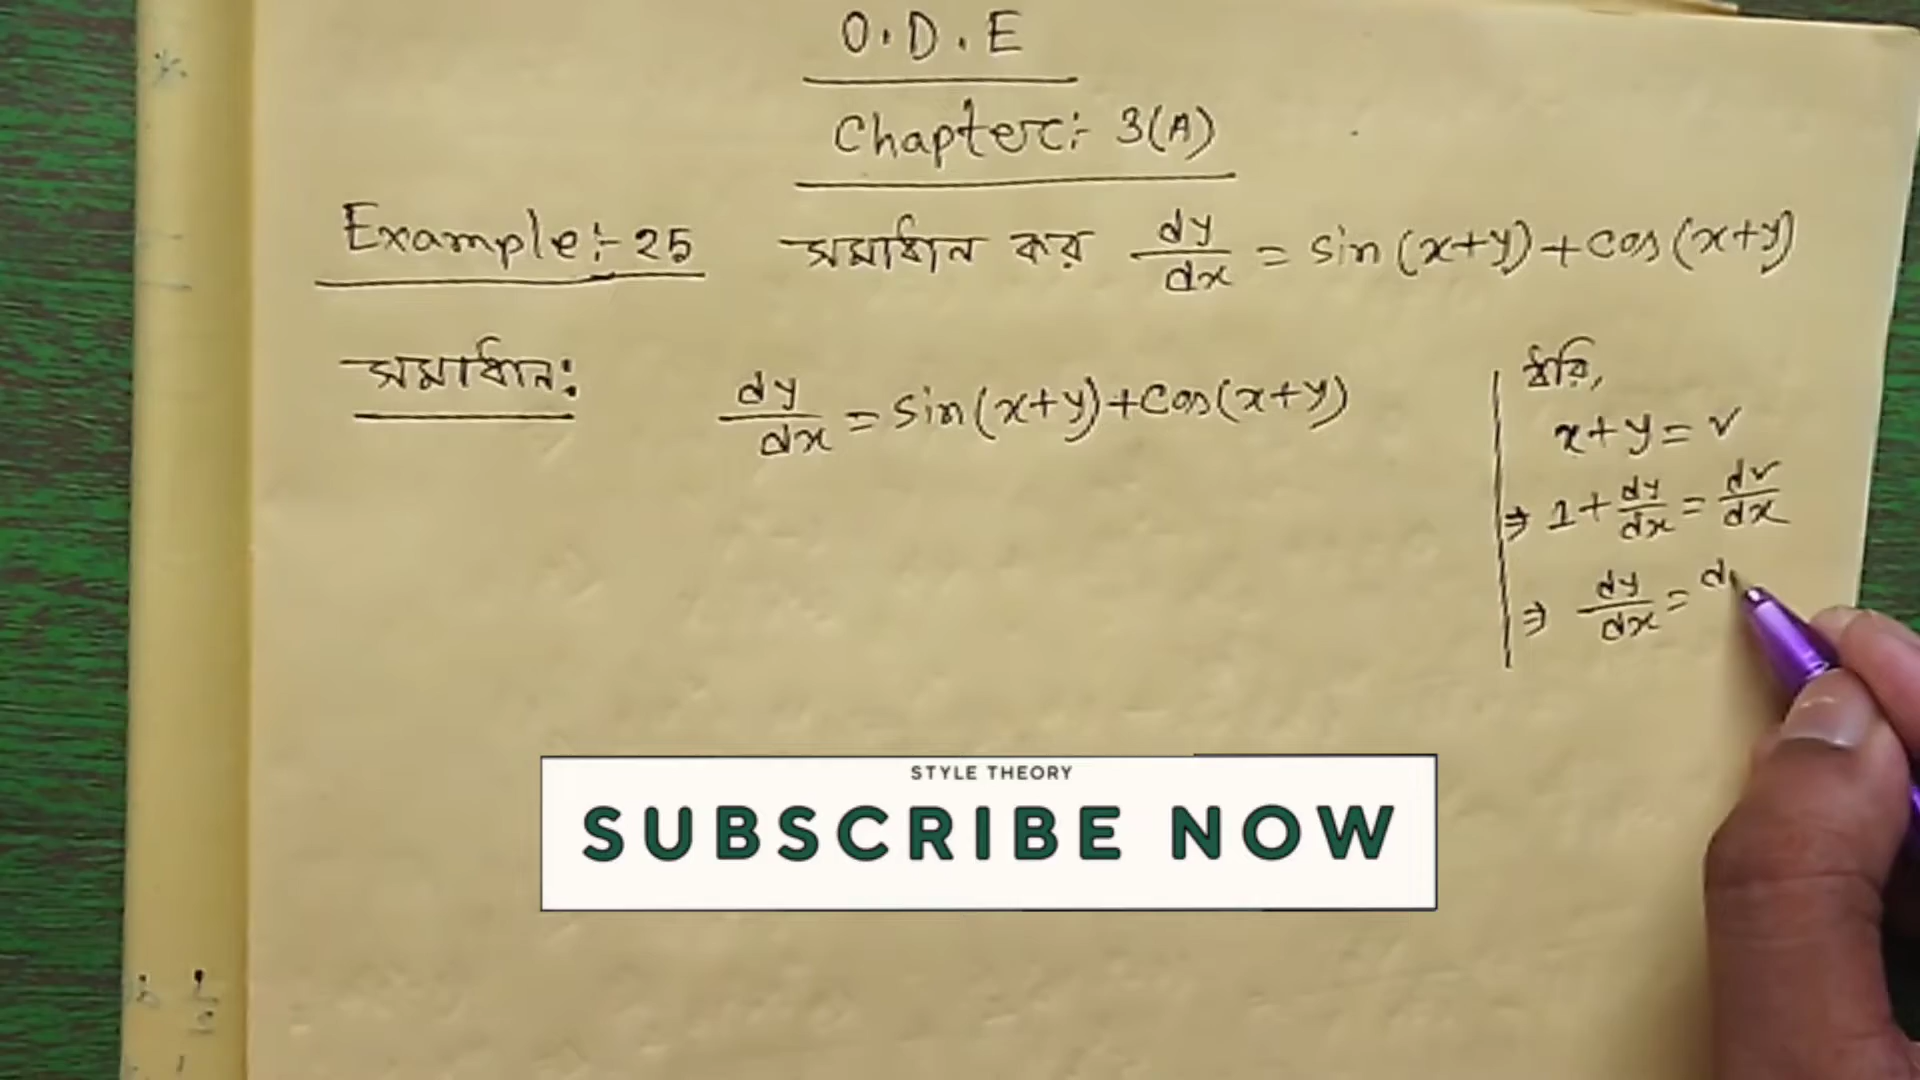 O.D.E
Chapter:- 3(A)
Example:- 25 সমাধান কর dy/dx = sin(x+y)+cos(x+y)
সমাধান: dy/dx = sin(x+y)+cos(x+y)
ধরি,
x+y=v
⇒ 1+dy/dx = dv/dx
⇒ dy/dx = d
STYLE THEORY
SUBSCRIBE NOW